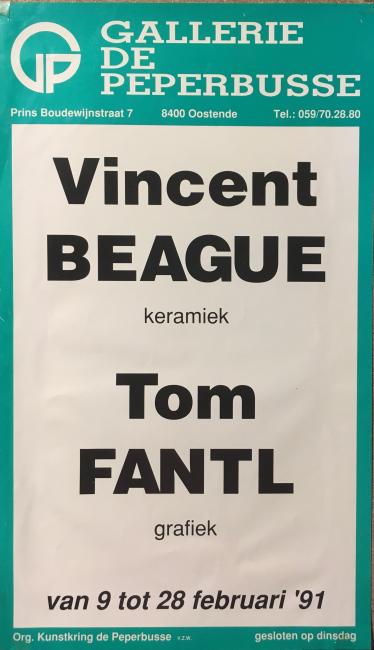 GP
GALLERIE
DE
PEPERBUSSE
Prins Boudewijnstraat 7 8400 Oostende Tel.: 059/70.28.80
Vincent
BEAGUE
keramiek
Tom
FANTL
grafiek
van 9 tot 28 februari '91
Org. Kunstkring de Peperbusse v.z.w. gesloten op dinsdag